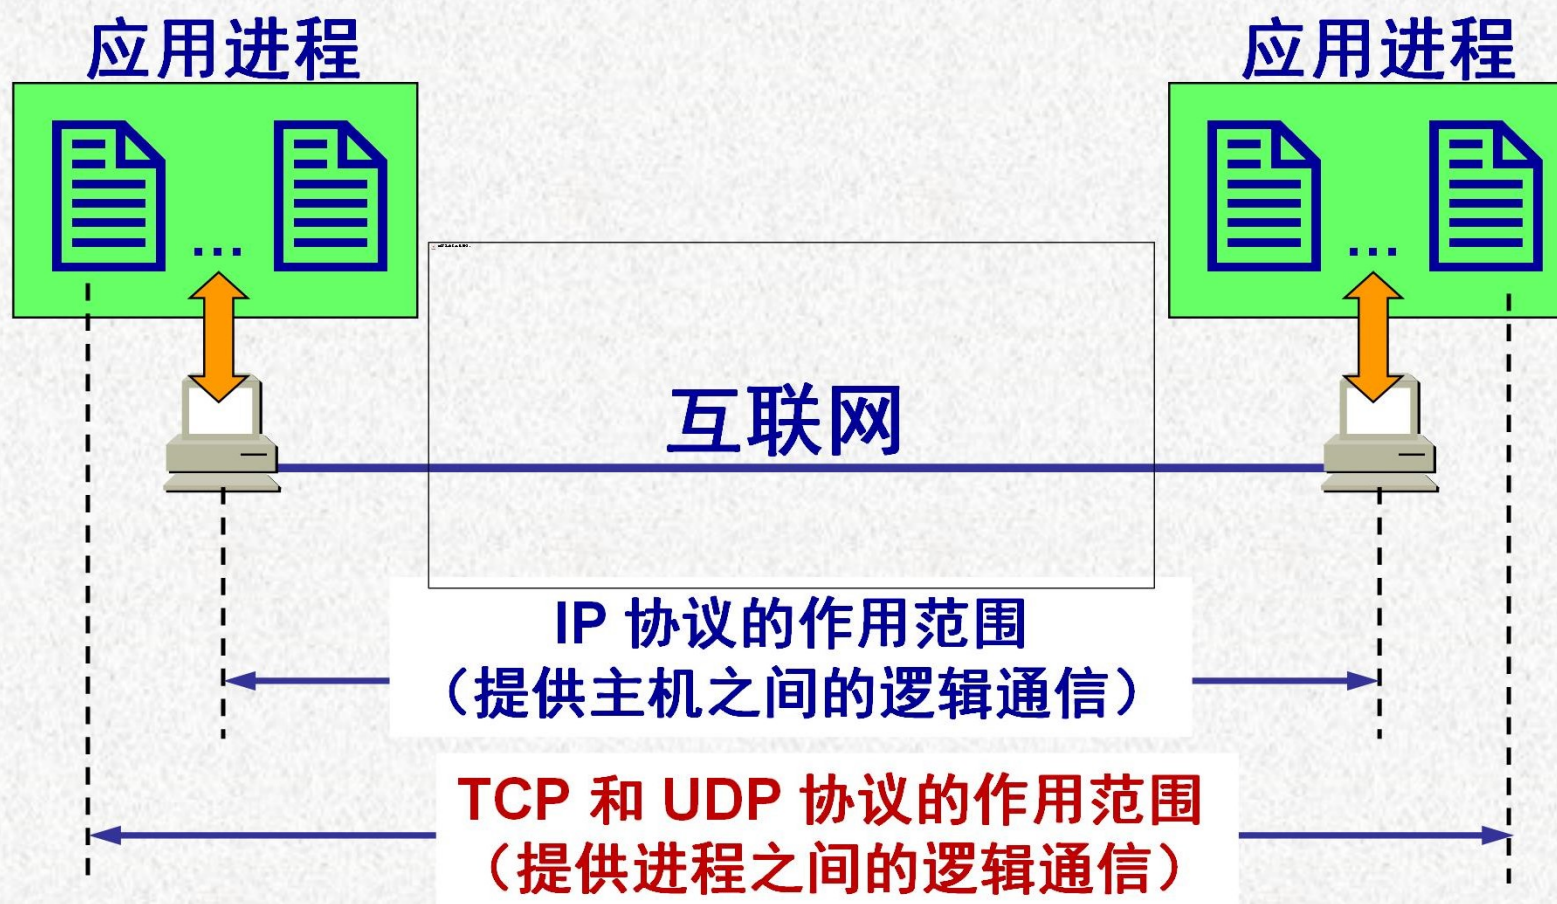 应用进程
应用进程
...
...
互联网
IP 协议的作用范围
（提供主机之间的逻辑通信）
TCP 和 UDP 协议的作用范围
（提供进程之间的逻辑通信）